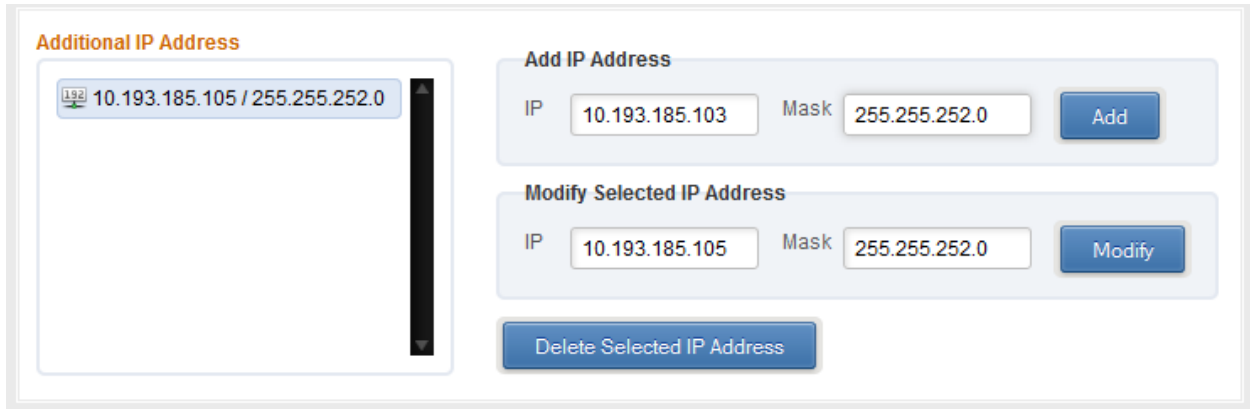 Additional IP Address
192
10.193.185.105 / 255.255.252.0
Add IP Address
IP 10.193.185.103 Mask 255.255.252.0 Add
Modify Selected IP Address
IP 10.193.185.105 Mask 255.255.252.0 Modify
Delete Selected IP Address